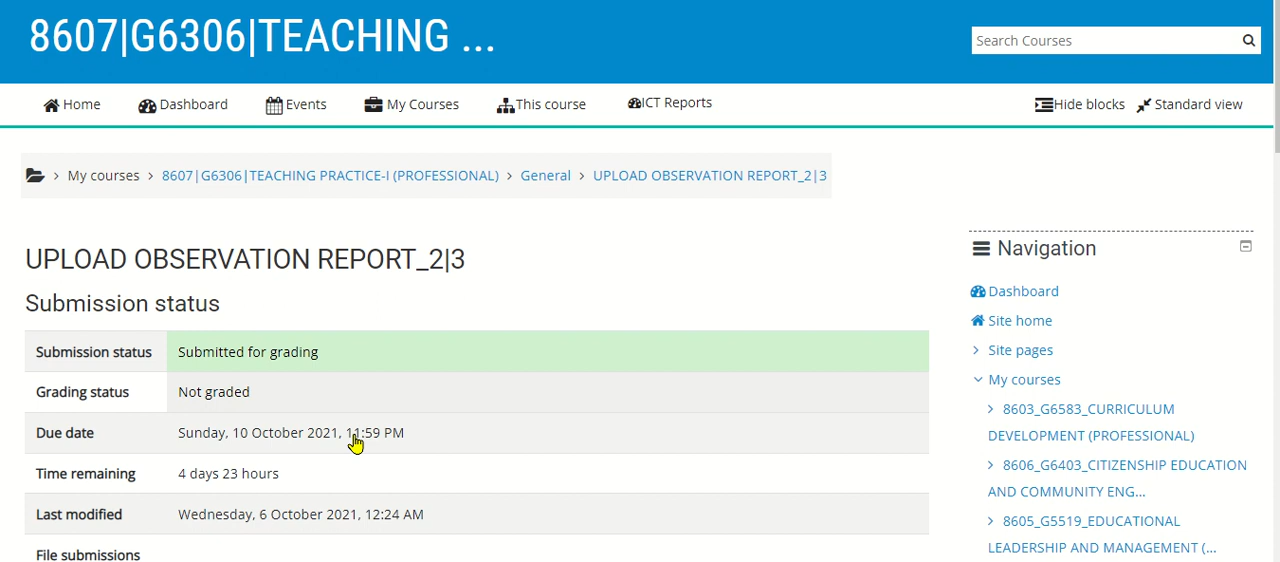 8607|G6306|TEACHING ...
Search Courses
Home Dashboard Events My Courses This course ICT Reports Hide blocks Standard view
My courses > 8607|G6306|TEACHING PRACTICE-I (PROFESSIONAL) > General > UPLOAD OBSERVATION REPORT_2|3
UPLOAD OBSERVATION REPORT_2|3
Submission status
Submission status Submitted for grading
Grading status Not graded
Due date Sunday, 10 October 2021, 11:59 PM
Time remaining 4 days 23 hours
Last modified Wednesday, 6 October 2021, 12:24 AM
File submissions
Navigation
Dashboard
Site home
Site pages
My courses
8603_G6583_CURRICULUM
DEVELOPMENT (PROFESSIONAL)
8606_G6403_CITIZENSHIP EDUCATION
AND COMMUNITY ENG...
8605_G5519_EDUCATIONAL
LEADERSHIP AND MANAGEMENT (...